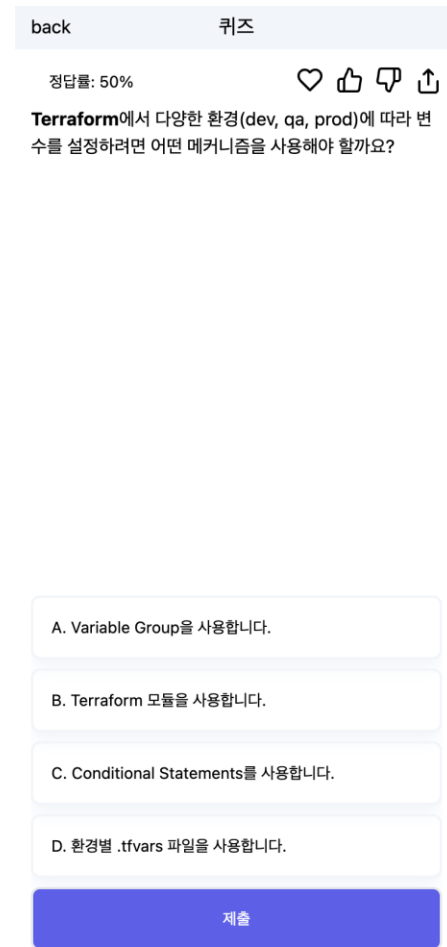 back
퀴즈
정답률: 50%
Terraform에서 다양한 환경(dev, qa, prod)에 따라 변
수를 설정하려면 어떤 메커니즘을 사용해야 할까요?
A. Variable Group을 사용합니다.
B. Terraform 모듈을 사용합니다.
C. Conditional Statements를 사용합니다.
D. 환경별 .tfvars 파일을 사용합니다.
제출